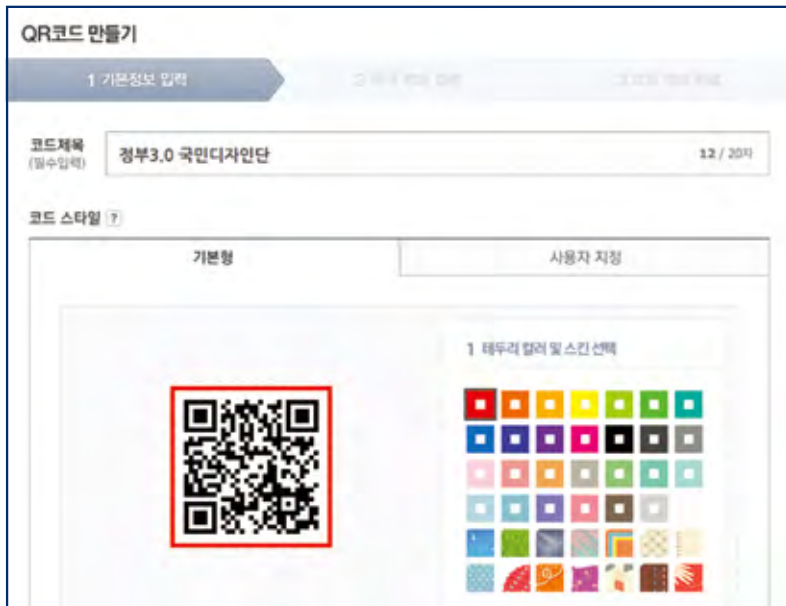 QR코드 만들기
1 기본정보 입력
코드제목
(필수입력)
정부3.0 국민디자인단
12 / 20자
코드 스타일 ?
기본형
사용자 지정
1 테두리 컬러 및 스킨 선택